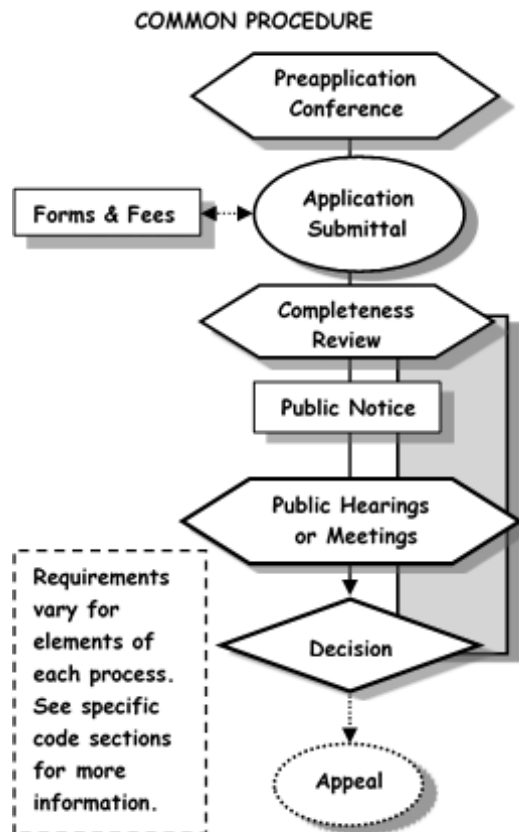 COMMON PROCEDURE
Preapplication
Conference
Forms & Fees
Application
Submittal
Completeness
Review
Public Notice
Public Hearings
or Meetings
Requirements
vary for
elements of
each process.
See specific
code sections
for more
information.
Decision
Appeal